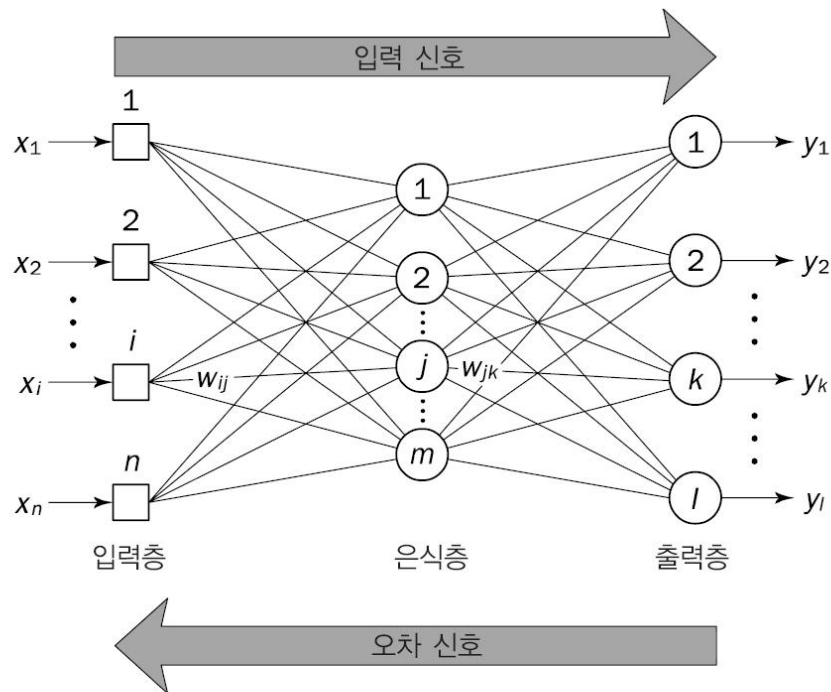 입력 신호
1
x1 1 y1
1
2
x2 2 y2
2
i
j
xi wij wjk k yk
n
m
xn l yl
입력층 은식층 출력층
오차 신호